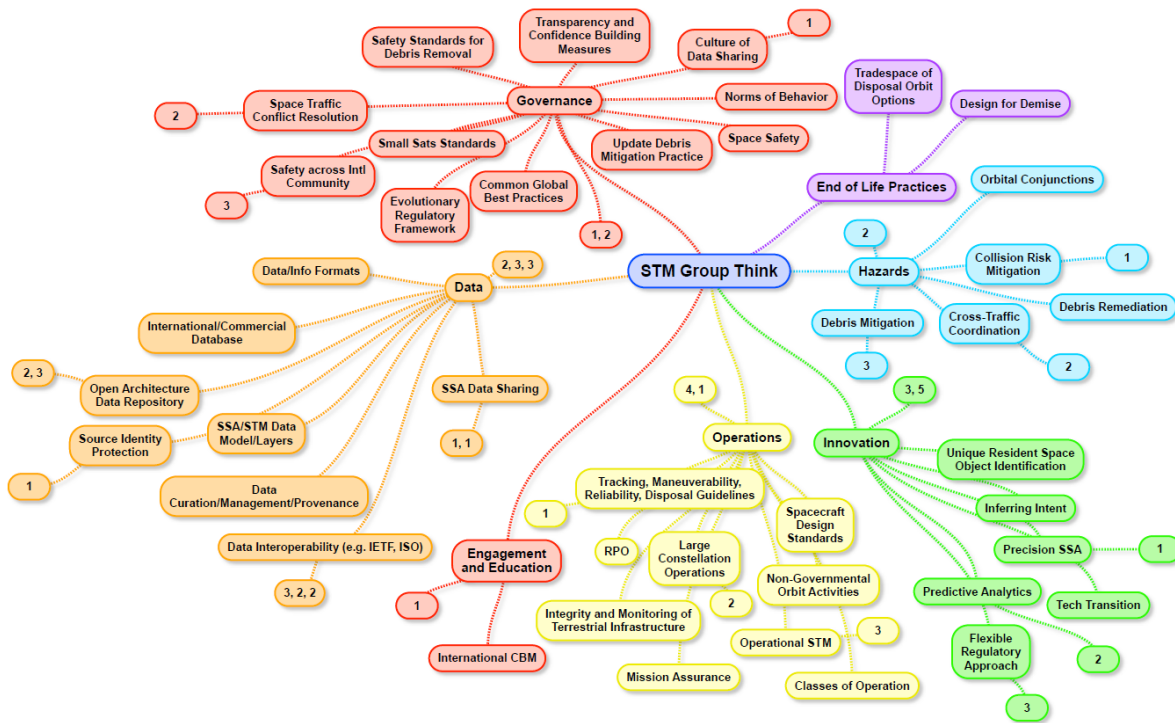 Transparency and
Confidence Building
Measures
1
Safety Standards for
Debris Removal
Culture of
Data Sharing
Governance
Norms of Behavior
Space Traffic
Conflict Resolution
2
Small Sats Standards
Update Debris
Mitigation Practice
Space Safety
Safety across Intl
Community
3
Evolutionary
Regulatory
Framework
Common Global
Best Practices
1, 2
Tradespace of
Disposal Orbit
Options
Design for Demise
End of Life Practices
STM Group Think
Orbital Conjunctions
2
Hazards
Collision Risk
Mitigation
1
Debris Remediation
Debris Mitigation
3
Cross-Traffic
Coordination
2
Data/Info Formats
2, 3, 3
Data
International/Commercial
Database
2, 3
Open Architecture
Data Repository
SSA Data Sharing
1, 1
Source Identity
Protection
1
SSA/STM Data
Model/Layers
Data
Curation/Management/Provenance
Data Interoperability (e.g. IETF, ISO)
3, 2, 2
Engagement
and Education
1
International CBM
4, 1
Operations
Tracking, Maneuverability,
Reliability, Disposal Guidelines
1
RPO
Large
Constellation
Operations
2
Spacecraft
Design
Standards
Non-Governmental
Orbit Activities
Integrity and Monitoring of
Terrestrial Infrastructure
Operational STM
3
Mission Assurance
Classes of Operation
3, 5
Innovation
Unique Resident Space
Object Identification
Inferring Intent
Precision SSA
1
Predictive Analytics
Tech Transition
Flexible
Regulatory
Approach
2
3